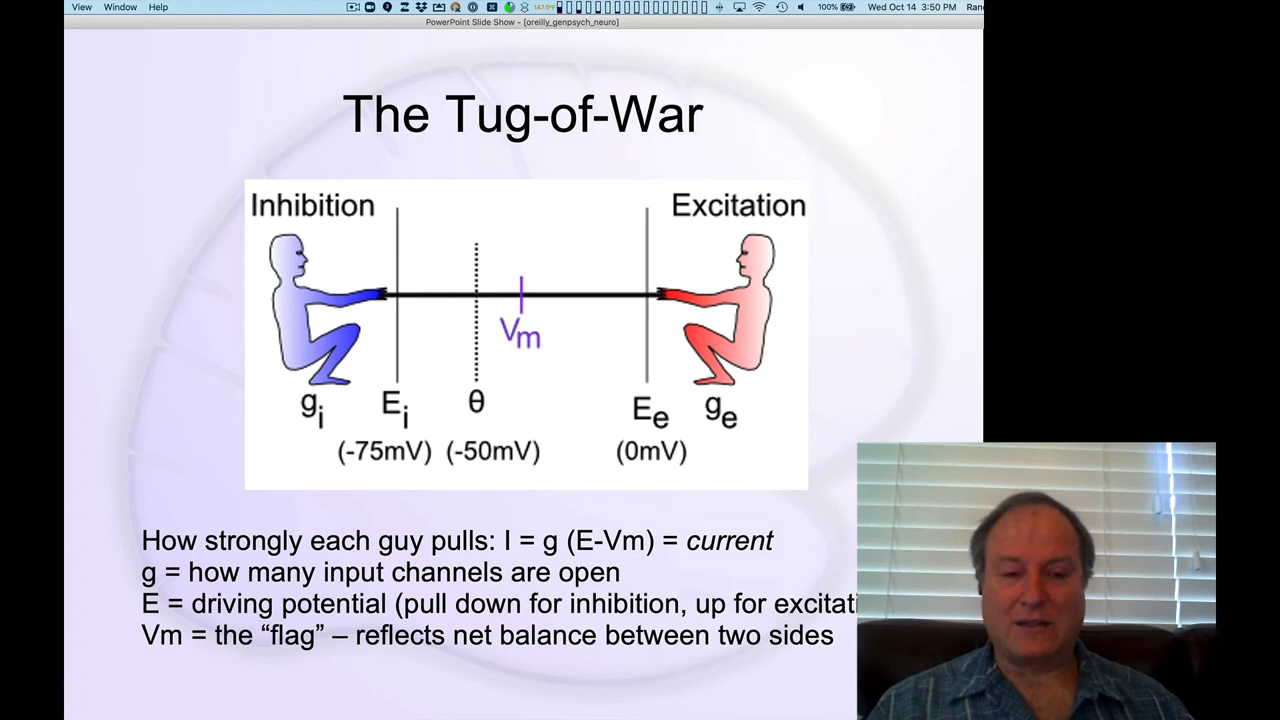 View Window Help 147.0°F 100% Wed Oct 14 3:50 PM Ran
PowerPoint Slide Show - [oreilly_genpsych_neuro]
The Tug-of-War
Inhibition Excitation
Vm
gi Ei θ Ee ge
(-75mV) (-50mV) (0mV)
How strongly each guy pulls: I = g (E-Vm) = current
g = how many input channels are open
E = driving potential (pull down for inhibition, up for excitati
Vm = the “flag” – reflects net balance between two sides